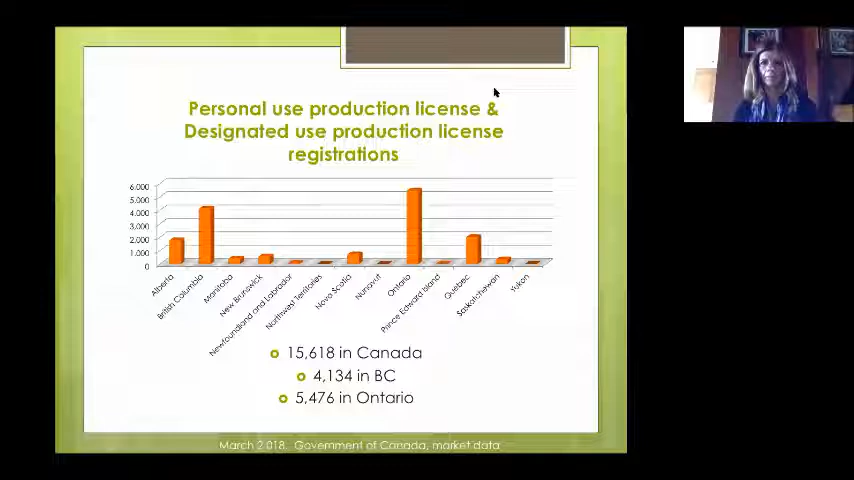 Personal use production license &
Designated use production license
registrations
6,000
5,000
4,000
3,000
2,000
1,000
0
Alberta
British Columbia
Manitoba
New Brunswick
Newfoundland and Labrador
Northwest Territories
Nova Scotia
Nunavut
Ontario
Prince Edward Island
Quebec
Saskatchewan
Yukon
15,618 in Canada
4,134 in BC
5,476 in Ontario
March 2018. Government of Canada, market data